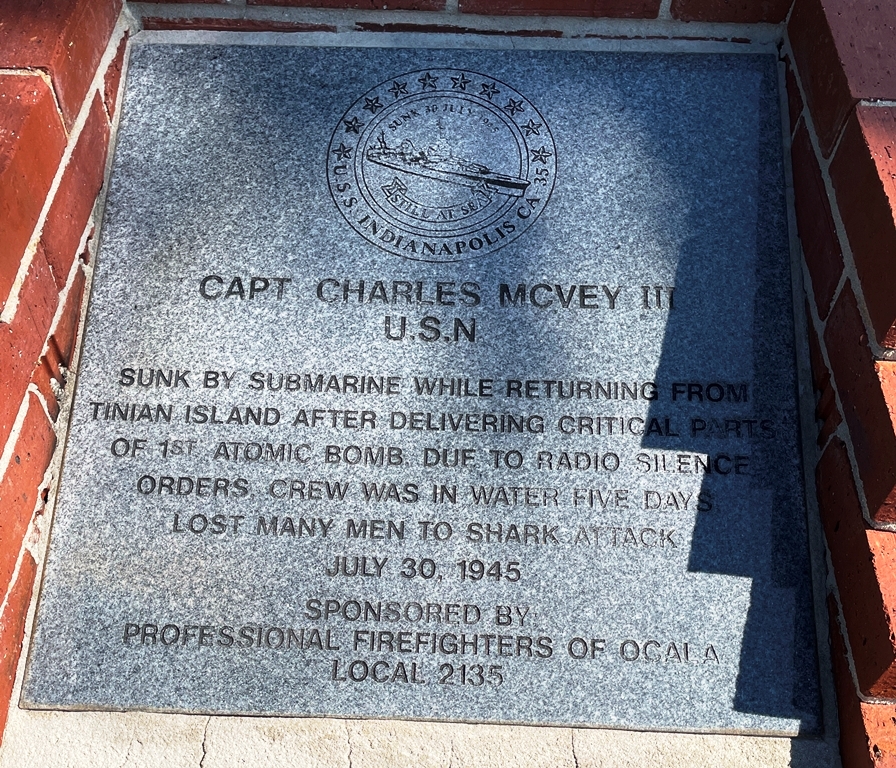 SUNK 30 JULY 1945
STILL AT SEA
USS INDIANAPOLIS CA 35
CAPT CHARLES MCVEY III
U.S.N
SUNK BY SUBMARINE WHILE RETURNING FROM
TINIAN ISLAND AFTER DELIVERING CRITICAL PARTS
OF 1ST ATOMIC BOMB. DUE TO RADIO SILENCE
ORDERS, CREW WAS IN WATER FIVE DAYS
LOST MANY MEN TO SHARK ATTACK
JULY 30, 1945
SPONSORED BY:
PROFESSIONAL FIREFIGHTERS OF OCALA
LOCAL 2135